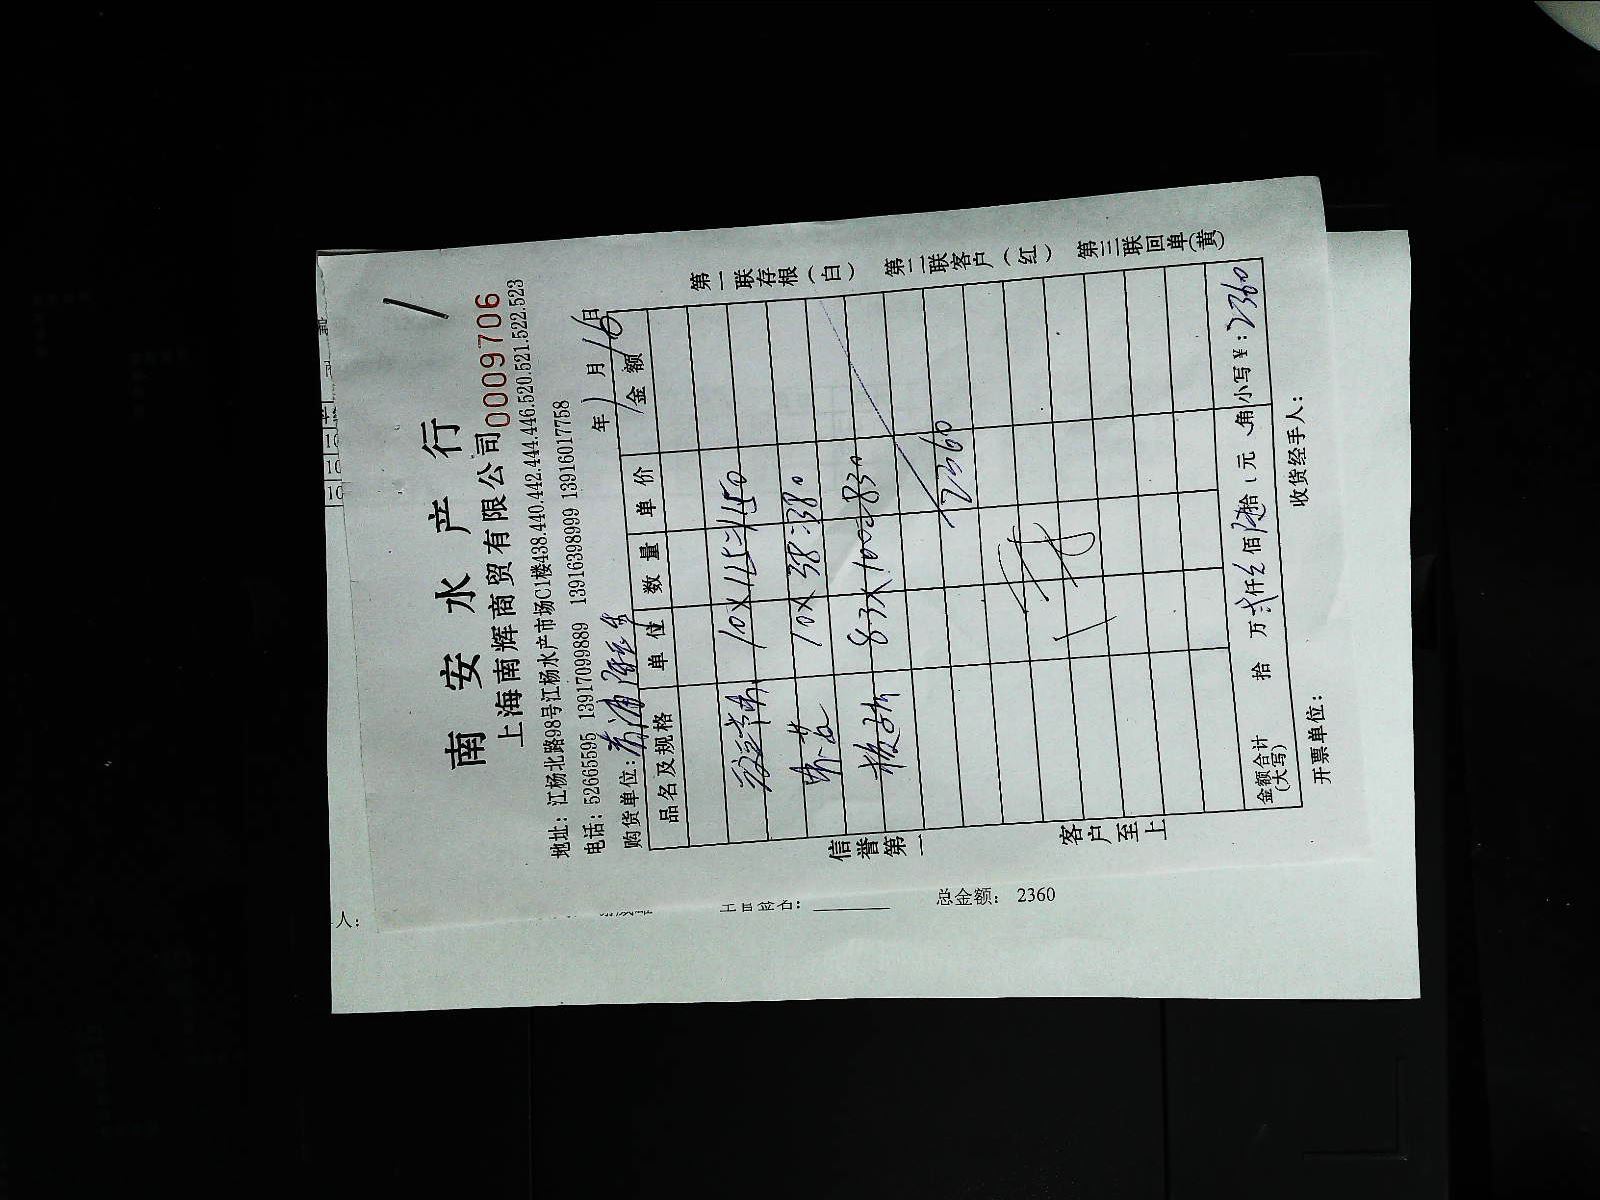 南安水产行
上海南辉商贸有限公司 0009706
地址：江杨北路98号江杨水产市场C1楼438.440.442.444.446.520.521.522.523
电话：52665595 13917099889 13916398999 13916017758
购货单位： 年 1 月 16 日
品名及规格 单位 数量 单价 金额
10×115=1150
10×38=380
83×10=830
2360
金额合计(大写) 拾 万 弍 仟 佰 拾 元 角 小写￥：2360
开票单位： 收货经手人：
信誉第一
客户至上
第一联存根(白)
第二联客户(红)
第三联回单(黄)
人：
总金额： 2360